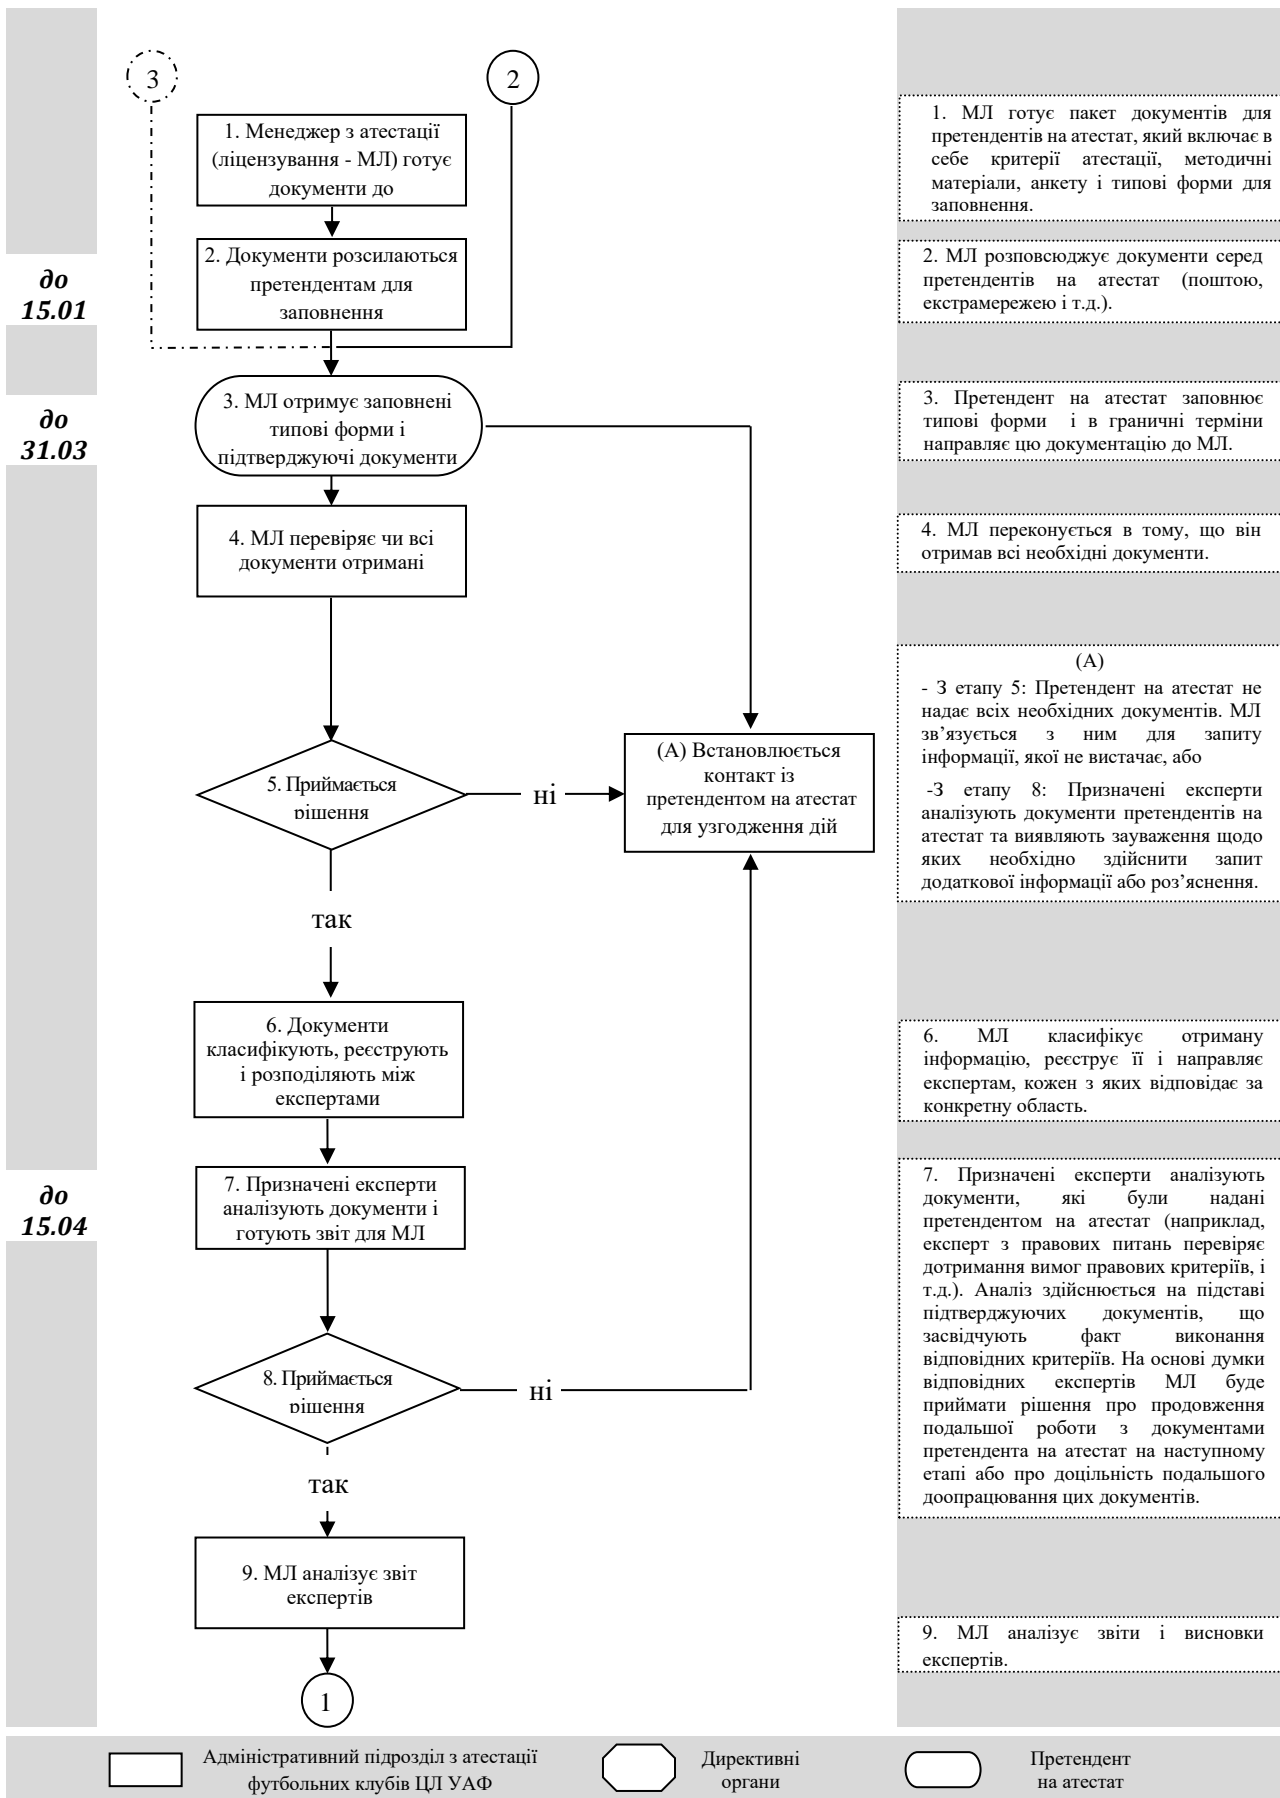 3
2
1. Менеджер з атестації
(ліцензування - МЛ) готує
документи до
2. Документи розсилаються
претендентам для
заповнення
до
15.01
3. МЛ отримує заповнені
типові форми і
підтверджуючі документи
до
31.03
4. МЛ перевіряє чи всі
документи отримані
5. Приймається
рішення
ні
(А) Встановлюється
контакт із
претендентом на атестат
для узгодження дій
так
6. Документи
класифікують, реєструють
і розподіляють між
експертами
7. Призначені експерти
аналізують документи і
готують звіт для МЛ
до
15.04
8. Приймається
рішення
ні
так
9. МЛ аналізує звіт
експертів
1
1. МЛ готує пакет документів для
претендентів на атестат, який включає в
себе критерії атестації, методичні
матеріали, анкету і типові форми для
заповнення.
2. МЛ розповсюджує документи серед
претендентів на атестат (поштою,
екстрамережею і т.д.).
3. Претендент на атестат заповнює
типові форми і в граничні терміни
направляє цю документацію до МЛ.
4. МЛ переконується в тому, що він
отримав всі необхідні документи.
(А)
- З етапу 5: Претендент на атестат не
надає всіх необхідних документів. МЛ
зв’язується з ним для запиту
інформації, якої не вистачає, або
-З етапу 8: Призначені експерти
аналізують документи претендентів на
атестат та виявляють зауваження щодо
яких необхідно здійснити запит
додаткової інформації або роз’яснення.
6. МЛ класифікує отриману
інформацію, реєструє її і направляє
експертам, кожен з яких відповідає за
конкретну область.
7. Призначені експерти аналізують
документи, які були надані
претендентом на атестат (наприклад,
експерт з правових питань перевіряє
дотримання вимог правових критеріїв, і
т.д.). Аналіз здійснюється на підставі
підтверджуючих документів, що
засвідчують факт виконання
відповідних критеріїв. На основі думки
відповідних експертів МЛ буде
приймати рішення про продовження
подальшої роботи з документами
претендента на атестат на наступному
етапі або про доцільність подальшого
доопрацювання цих документів.
9. МЛ аналізує звіти і висновки
експертів.
Адміністративний підрозділ з атестації
футбольних клубів ЦЛ УАФ
Директивні
органи
Претендент
на атестат